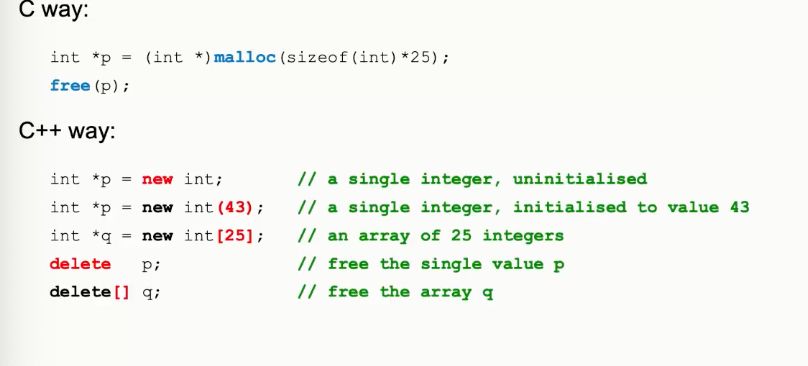 C way:
int *p = (int *)malloc(sizeof(int)*25);
free(p);
C++ way:
int *p = new int; // a single integer, uninitialised
int *p = new int(43); // a single integer, initialised to value 43
int *q = new int[25]; // an array of 25 integers
delete p; // free the single value p
delete[] q; // free the array q